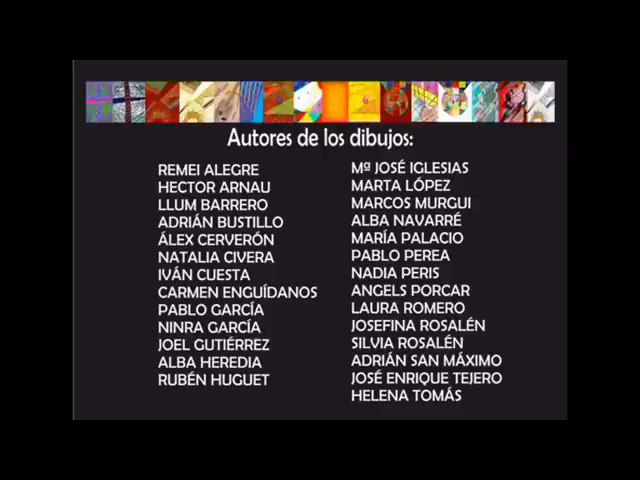 Autores de los dibujos:
REMEI ALEGRE
HECTOR ARNAU
LLUM BARRERO
ADRIÁN BUSTILLO
ÁLEX CERVERÓN
NATALIA CIVERA
IVÁN CUESTA
CARMEN ENGUÍDANOS
PABLO GARCÍA
NINRA GARCÍA
JOEL GUTIÉRREZ
ALBA HEREDIA
RUBÉN HUGUET
Mª JOSÉ IGLESIAS
MARTA LÓPEZ
MARCOS MURGUI
ALBA NAVARRÉ
MARÍA PALACIO
PABLO PEREA
NADIA PERIS
ANGELS PORCAR
LAURA ROMERO
JOSEFINA ROSALÉN
SILVIA ROSALÉN
ADRIÁN SAN MÁXIMO
JOSÉ ENRIQUE TEJERO
HELENA TOMÁS